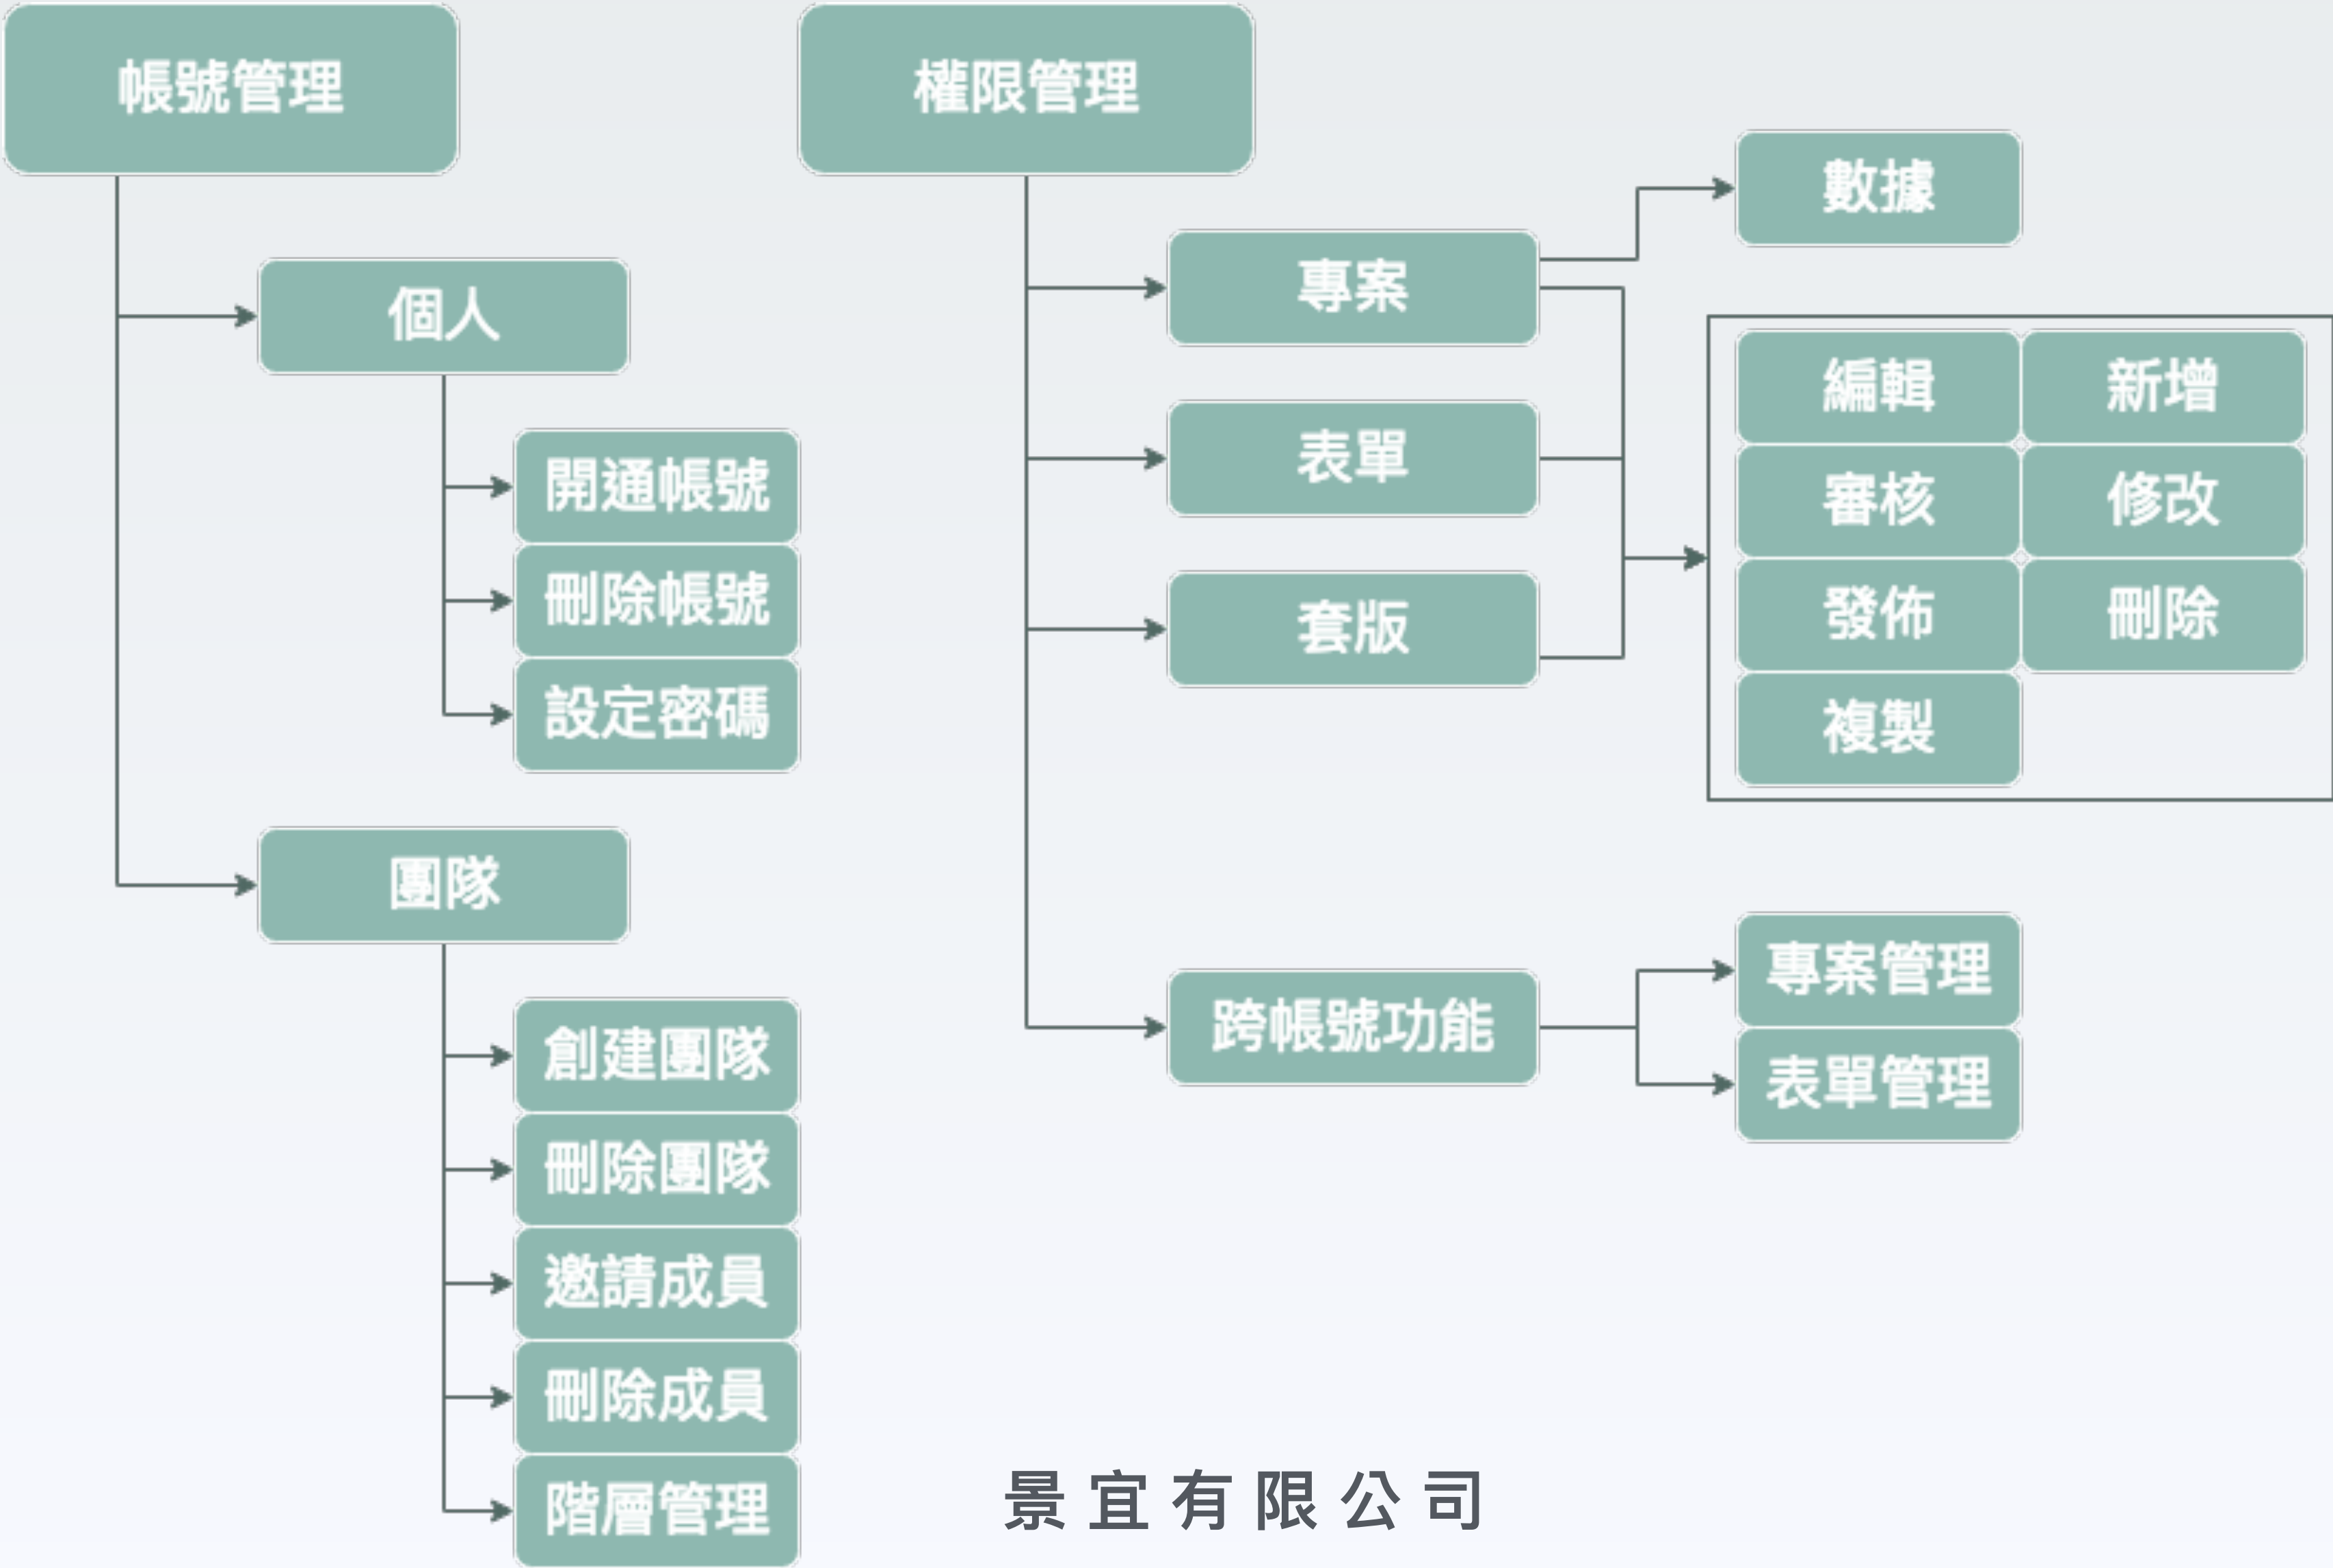 帳號管理
個人
開通帳號
刪除帳號
設定密碼
團隊
創建團隊
刪除團隊
邀請成員
刪除成員
階層管理
權限管理
專案
表單
套版
數據
編輯 新增
審核 修改
發佈 刪除
複製
跨帳號功能
專案管理
表單管理
景宜有限公司